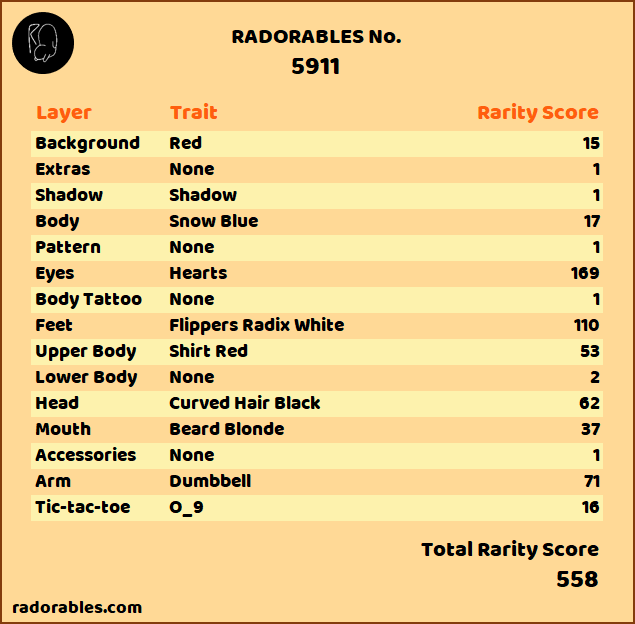 RADORABLES No.
5911
Layer Trait Rarity Score
Background Red 15
Extras None 1
Shadow Shadow 1
Body Snow Blue 17
Pattern None 1
Eyes Hearts 169
Body Tattoo None 1
Feet Flippers Radix White 110
Upper Body Shirt Red 53
Lower Body None 2
Head Curved Hair Black 62
Mouth Beard Blonde 37
Accessories None 1
Arm Dumbbell 71
Tic-tac-toe O_9 16
Total Rarity Score
558
radorables.com